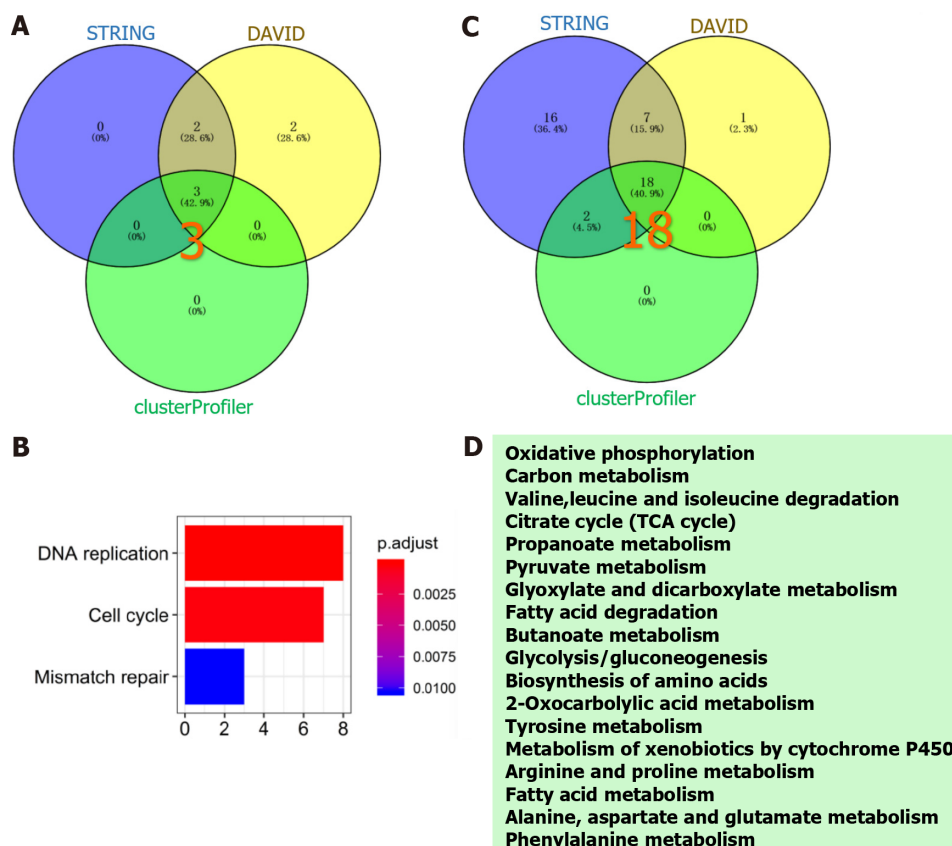 A
STRING
DAVID
0
(0%)
2
(28.6%)
2
(28.6%)
3
(42.9%)
0
(0%)
3
0
(0%)
0
(0%)
clusterProfiler
C
STRING
DAVID
16
(36.4%)
7
(15.9%)
1
(2.3%)
18
(40.9%)
2
(4.5%)
18
0
(0%)
0
(0%)
clusterProfiler
B
DNA replication
Cell cycle
Mismatch repair
0 2 4 6 8
p.adjust
0.0025
0.0050
0.0075
0.0100
D
Oxidative phosphorylation
Carbon metabolism
Valine,leucine and isoleucine degradation
Citrate cycle (TCA cycle)
Propanoate metabolism
Pyruvate metabolism
Glyoxylate and dicarboxylate metabolism
Fatty acid degradation
Butanoate metabolism
Glycolysis/gluconeogenesis
Biosynthesis of amino acids
2-Oxocarbolylic acid metabolism
Tyrosine metabolism
Metabolism of xenobiotics by cytochrome P450
Arginine and proline metabolism
Fatty acid metabolism
Alanine, aspartate and glutamate metabolism
Phenylalanine metabolism